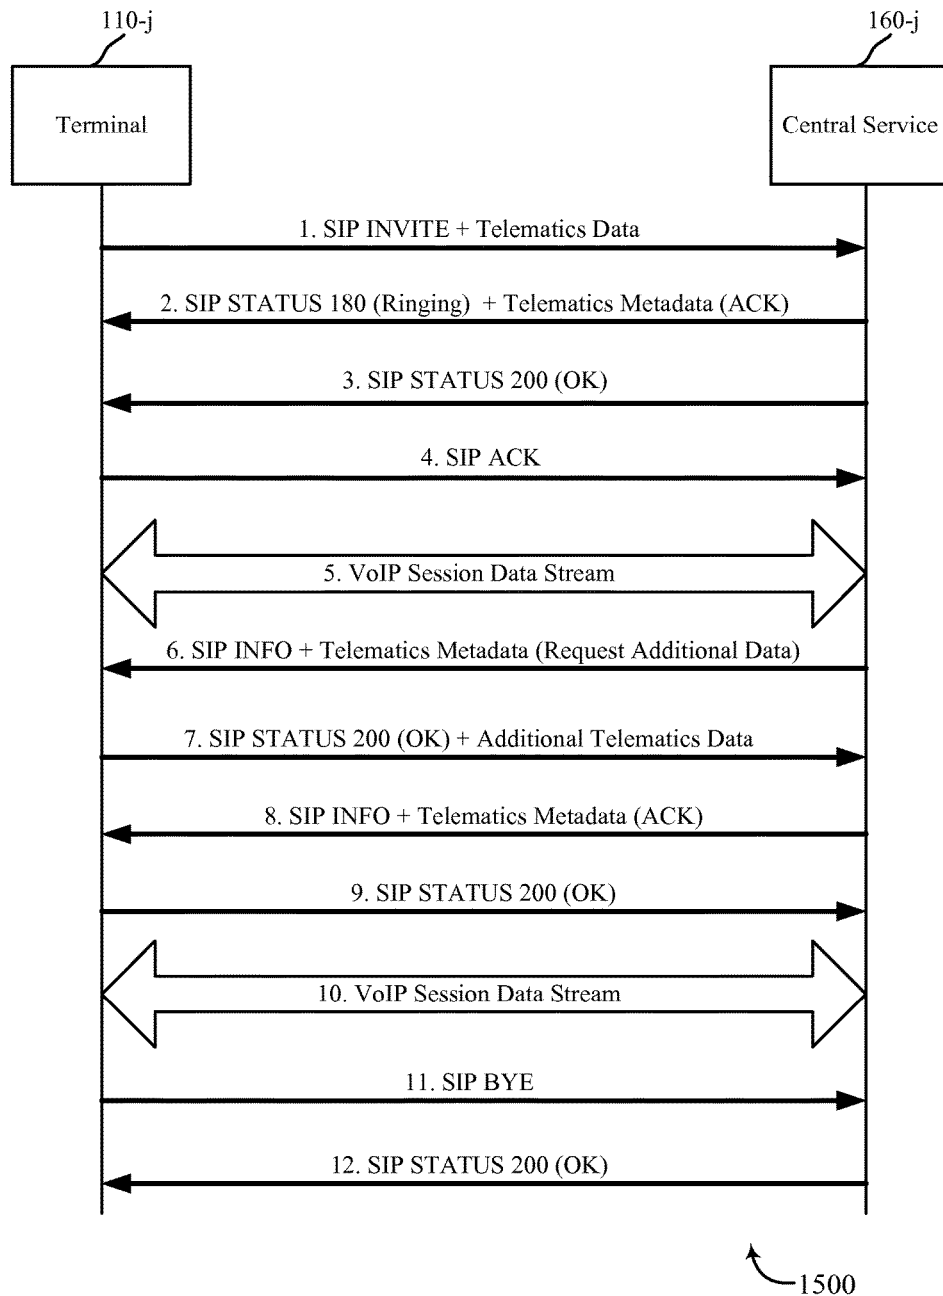 110-j
160-j
Terminal
Central Service
1. SIP INVITE + Telematics Data
2. SIP STATUS 180 (Ringing) + Telematics Metadata (ACK)
3. SIP STATUS 200 (OK)
4. SIP ACK
5. VoIP Session Data Stream
6. SIP INFO + Telematics Metadata (Request Additional Data)
7. SIP STATUS 200 (OK) + Additional Telematics Data
8. SIP INFO + Telematics Metadata (ACK)
9. SIP STATUS 200 (OK)
10. VoIP Session Data Stream
11. SIP BYE
12. SIP STATUS 200 (OK)
1500